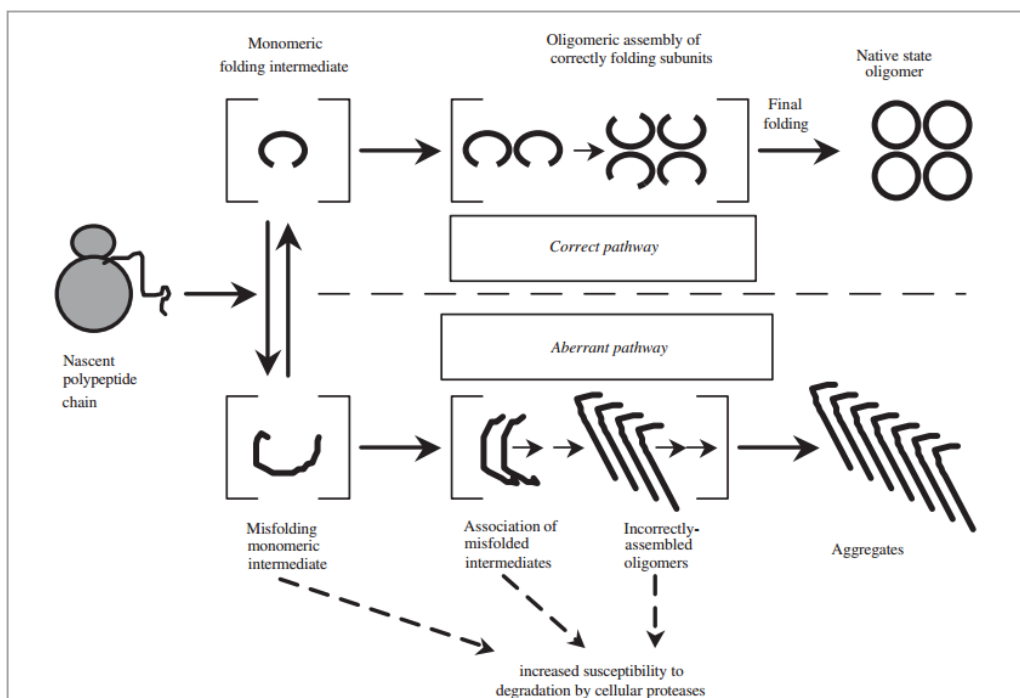 Monomeric
folding intermediate
Oligomeric assembly of
correctly folding subunits
Native state
oligomer
Final
folding
Correct pathway
Nascent
polypeptide
chain
Aberrant pathway
Misfolding
monomeric
intermediate
Association of
misfolded
intermediates
Incorrectly-
assembled
oligomers
Aggregates
increased susceptibility to
degradation by cellular proteases